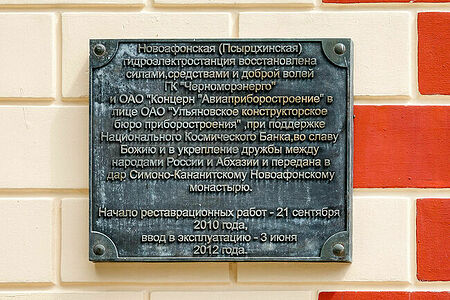 Новоафонская (Псырцхинская)
гидроэлектростанция восстановлена
силами,средствами и доброй волей
ГК "Черноморэнерго"
и ОАО "Концерн "Авиаприборостроение" в
лице ОАО "Ульяновское конструкторское
бюро приборостроения" ,при поддержке
Национального Космического Банка,во славу
Божию и в укрепление дружбы между
народами России и Абхазии и передана в
дар Симоно-Кананитскому Новоафонскому
монастырю.
Начало реставрационных работ - 21 сентября
2010 года,
ввод в эксплуатацию - 3 июня
2012 года.